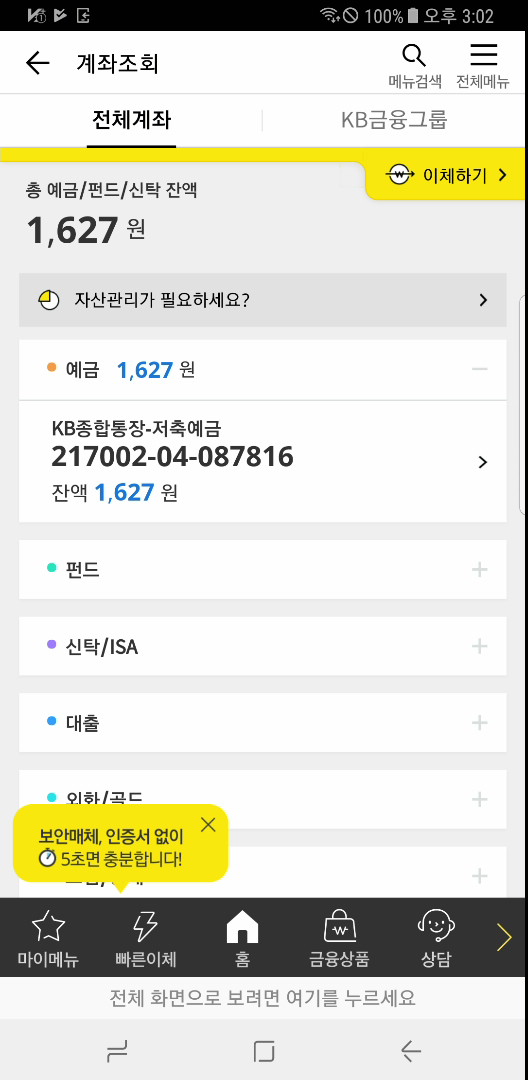 100% 오후 3:02
계좌조회
메뉴검색 전체메뉴
전체계좌 KB금융그룹
이체하기
총 예금/펀드/신탁 잔액
1,627 원
자산관리가 필요하세요?
예금 1,627 원
KB종합통장-저축예금
217002-04-087816
잔액 1,627 원
펀드
신탁/ISA
대출
외화/골드
보안매체, 인증서 없이
5초면 충분합니다!
마이메뉴 빠른이체 홈 금융상품 상담
전체 화면으로 보려면 여기를 누르세요